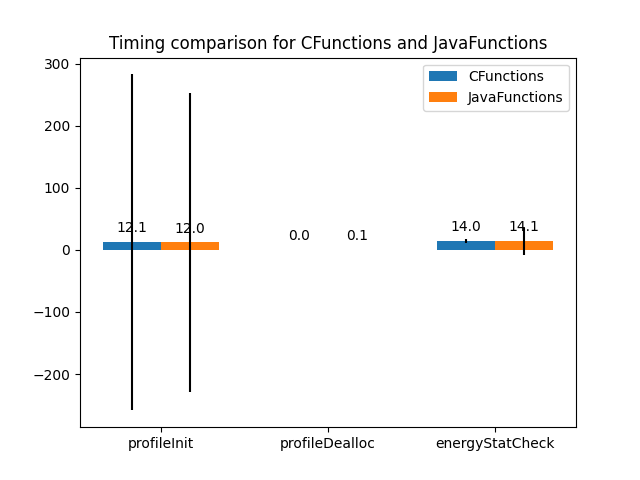 Timing comparison for CFunctions and JavaFunctions
300
200
100
0
−100
−200
CFunctions
JavaFunctions
12.1
12.0
0.0
0.1
14.0
14.1
profileInit
profileDealloc
energyStatCheck